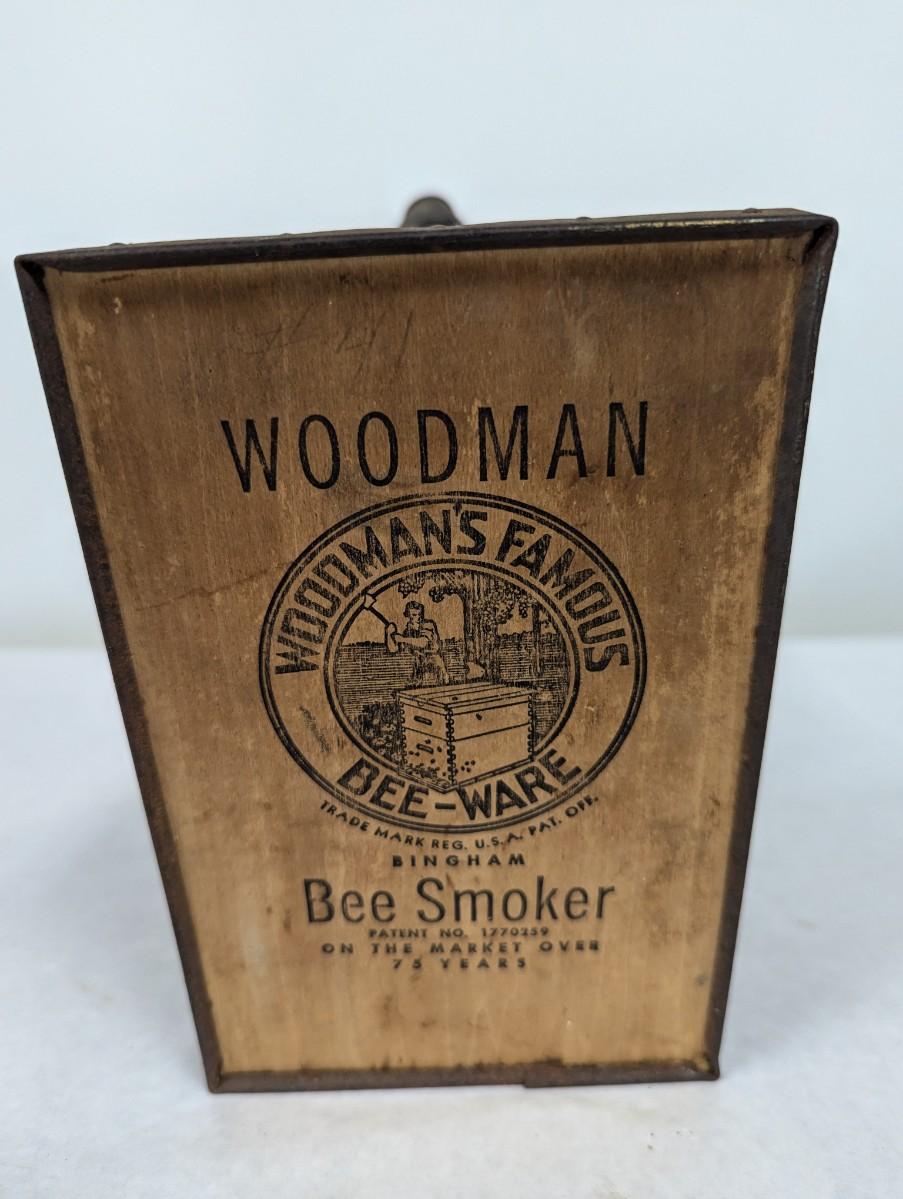 WOODMAN
WOODMAN'S FAMOUS
BEE-WARE
TRADE MARK REG. U.S.A. PAT. OFF.
BINGHAM
Bee Smoker
PATENT NO. 1770259
ON THE MARKET OVER
75 YEARS